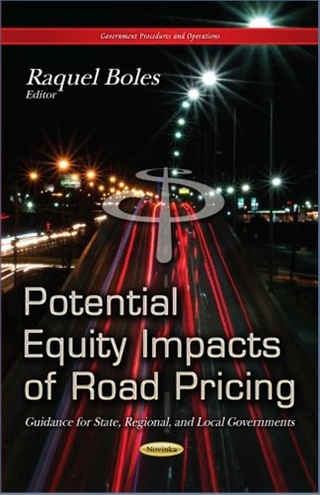 Government Procedures and Operations
Raquel Boles
Editor
Potential
Equity Impacts
of Road Pricing
Guidance for State, Regional, and Local Governments
Novinka